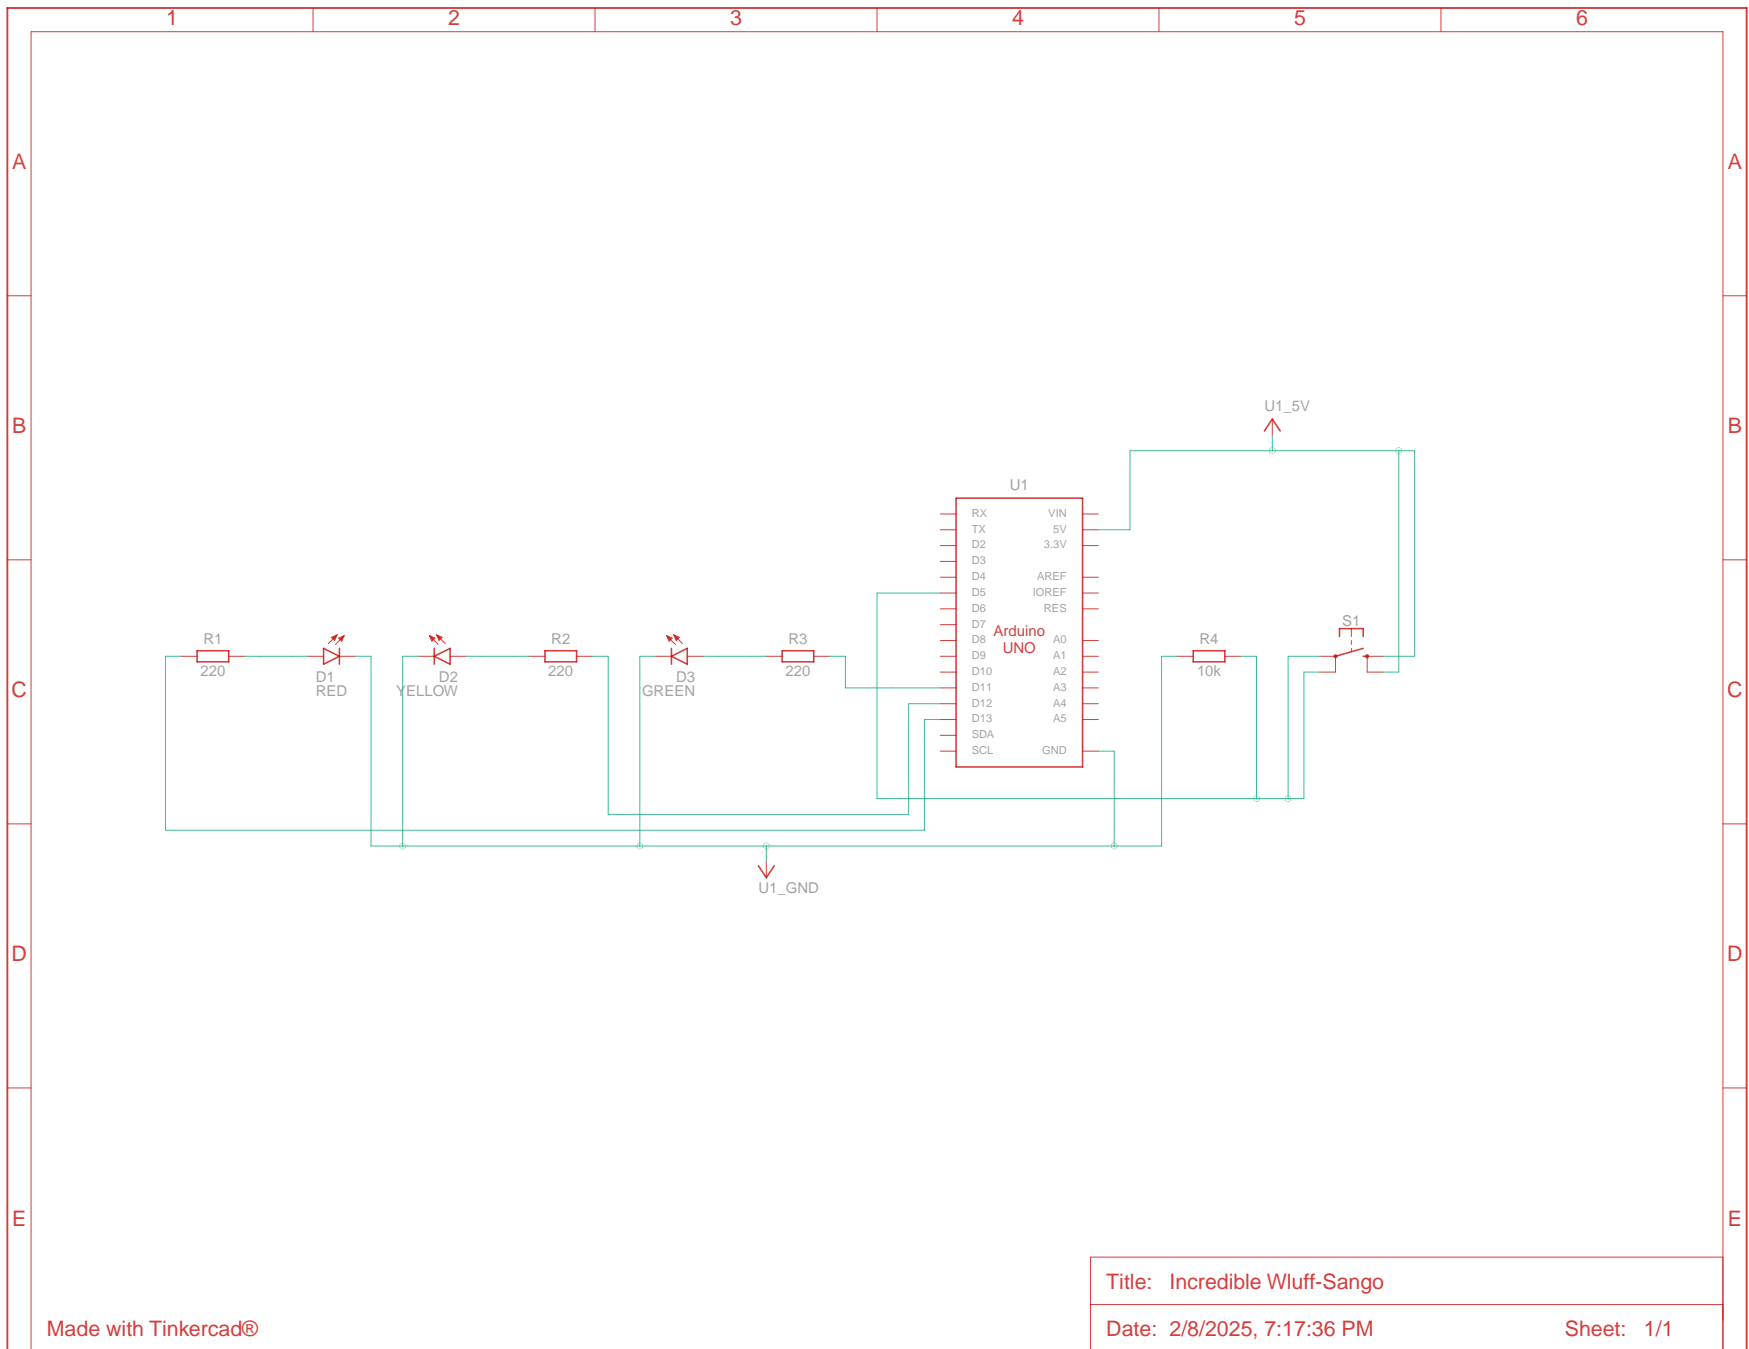 1 2 3 4 5 6
A A
B B
U1_5V
U1
RX VIN
TX 5V
D2 3.3V
D3
D4 AREF
D5 IOREF
D6 RES
D7
Arduino
UNO
D8 A0
D9 A1
D10 A2
D11 A3
D12 A4
D13 A5
SDA
SCL GND
S1
R1 R2 R3 R4
220 D1 D2 220 D3 220 10k
RED YELLOW GREEN
C C
U1_GND
D D
E E
Title: Incredible Wluff-Sango
Made with Tinkercad® Date: 2/8/2025, 7:17:36 PM Sheet: 1/1